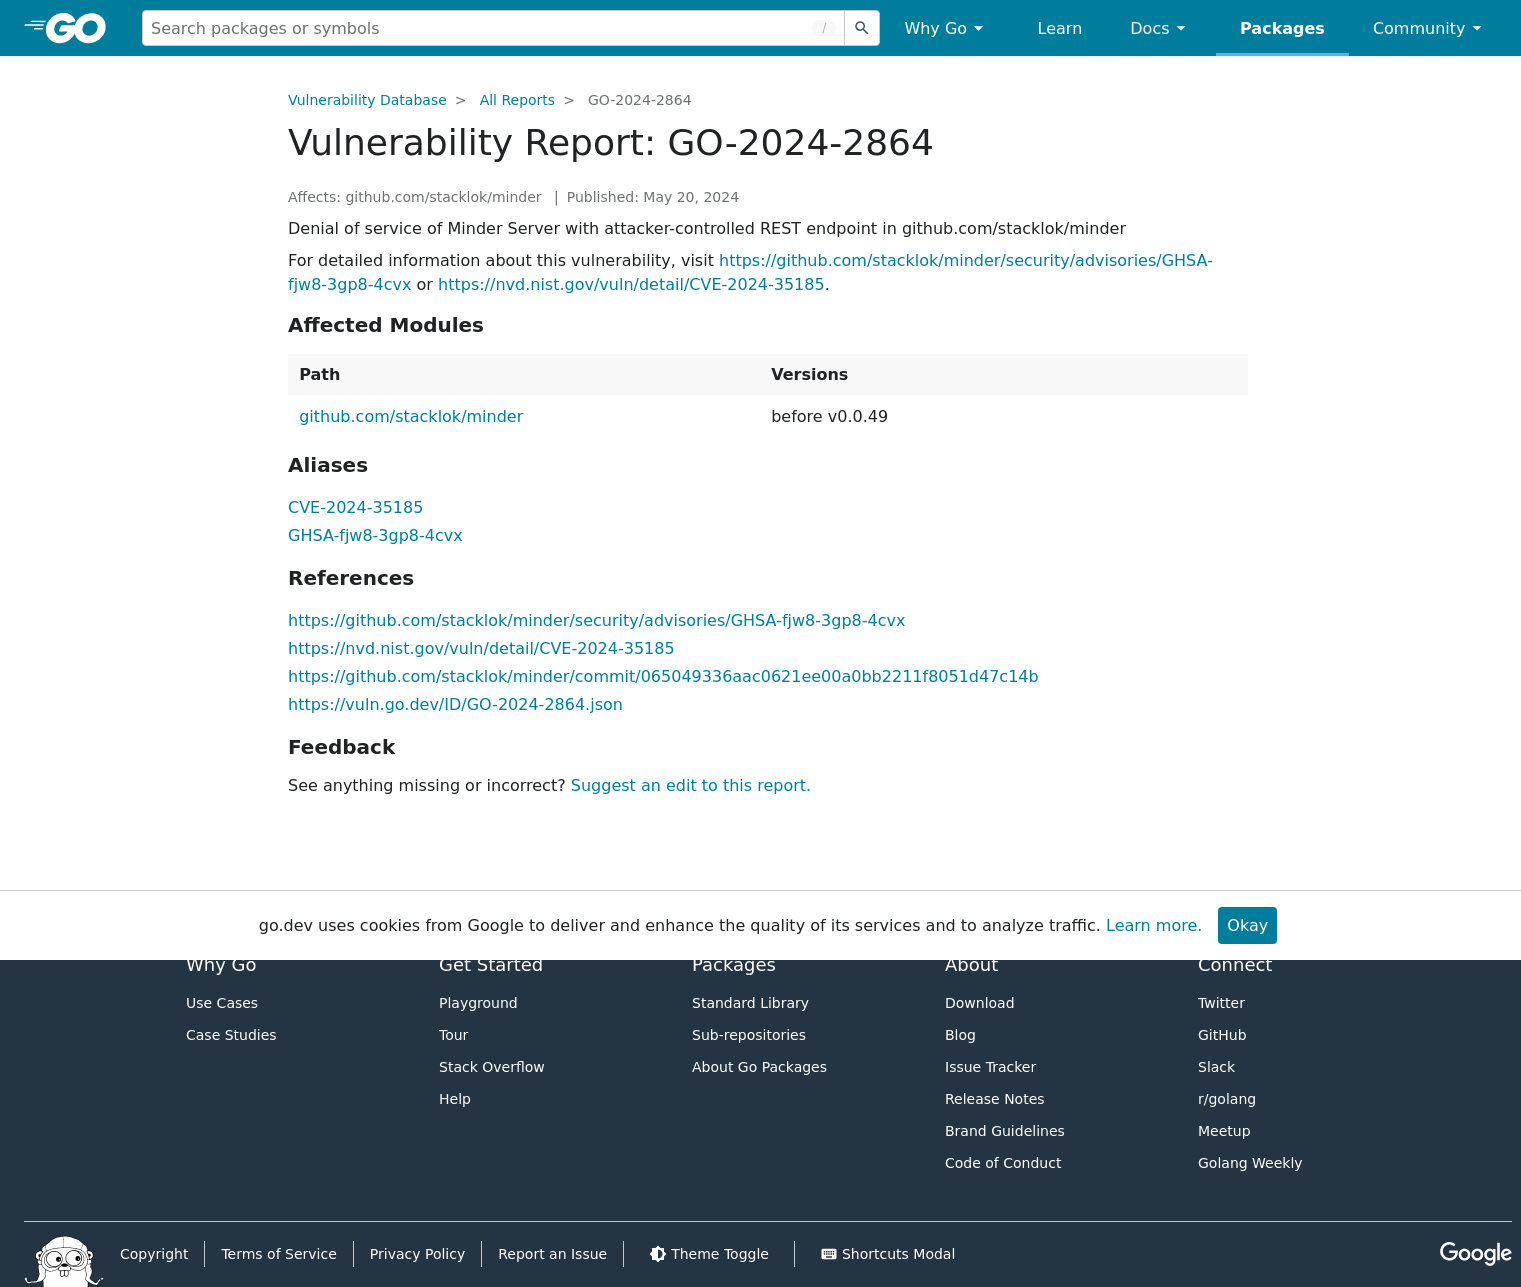 GO
Search packages or symbols /
Why Go
Learn
Docs
Packages
Community
Vulnerability Database > All Reports > GO-2024-2864
Vulnerability Report: GO-2024-2864
Affects: github.com/stacklok/minder | Published: May 20, 2024
Denial of service of Minder Server with attacker-controlled REST endpoint in github.com/stacklok/minder
For detailed information about this vulnerability, visit https://github.com/stacklok/minder/security/advisories/GHSA-
fjw8-3gp8-4cvx or https://nvd.nist.gov/vuln/detail/CVE-2024-35185.
Affected Modules
Path Versions
github.com/stacklok/minder before v0.0.49
Aliases
CVE-2024-35185
GHSA-fjw8-3gp8-4cvx
References
https://github.com/stacklok/minder/security/advisories/GHSA-fjw8-3gp8-4cvx
https://nvd.nist.gov/vuln/detail/CVE-2024-35185
https://github.com/stacklok/minder/commit/065049336aac0621ee00a0bb2211f8051d47c14b
https://vuln.go.dev/ID/GO-2024-2864.json
Feedback
See anything missing or incorrect? Suggest an edit to this report.
go.dev uses cookies from Google to deliver and enhance the quality of its services and to analyze traffic. Learn more. Okay
Why Go
Use Cases
Case Studies
Get Started
Playground
Tour
Stack Overflow
Help
Packages
Standard Library
Sub-repositories
About Go Packages
About
Download
Blog
Issue Tracker
Release Notes
Brand Guidelines
Code of Conduct
Connect
Twitter
GitHub
Slack
r/golang
Meetup
Golang Weekly
Copyright
Terms of Service
Privacy Policy
Report an Issue
Theme Toggle
Shortcuts Modal
Google